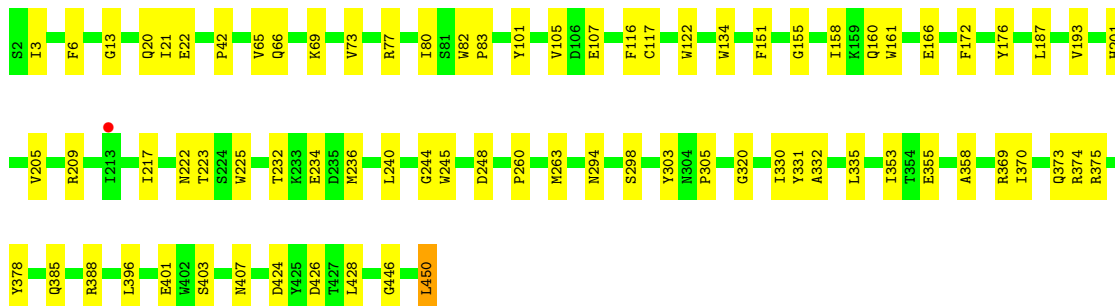 S2 I3 F6 G13 Q20 I21 E22 P42 V65 Q66 K69 V73 R77 I80 S81 W82 P83 Y101 V105 D106 E107 F116 C117 W122 W134 F151 G155 I158 K159 Q160 W161 E166 F172 Y176 L187 V193 H201
V205 R209 I213 I217 N222 T223 S224 W225 T232 K233 E234 D235 M236 L240 G244 W245 D248 P260 M263 N294 S298 Y303 N304 P305 G320 I330 Y331 A332 L335 I353 T354 E355 A358 R369 I370 Q373 R374 R375
Y378 Q385 R388 L396 E401 W402 S403 N407 D424 Y425 D426 T427 L428 G446 L450